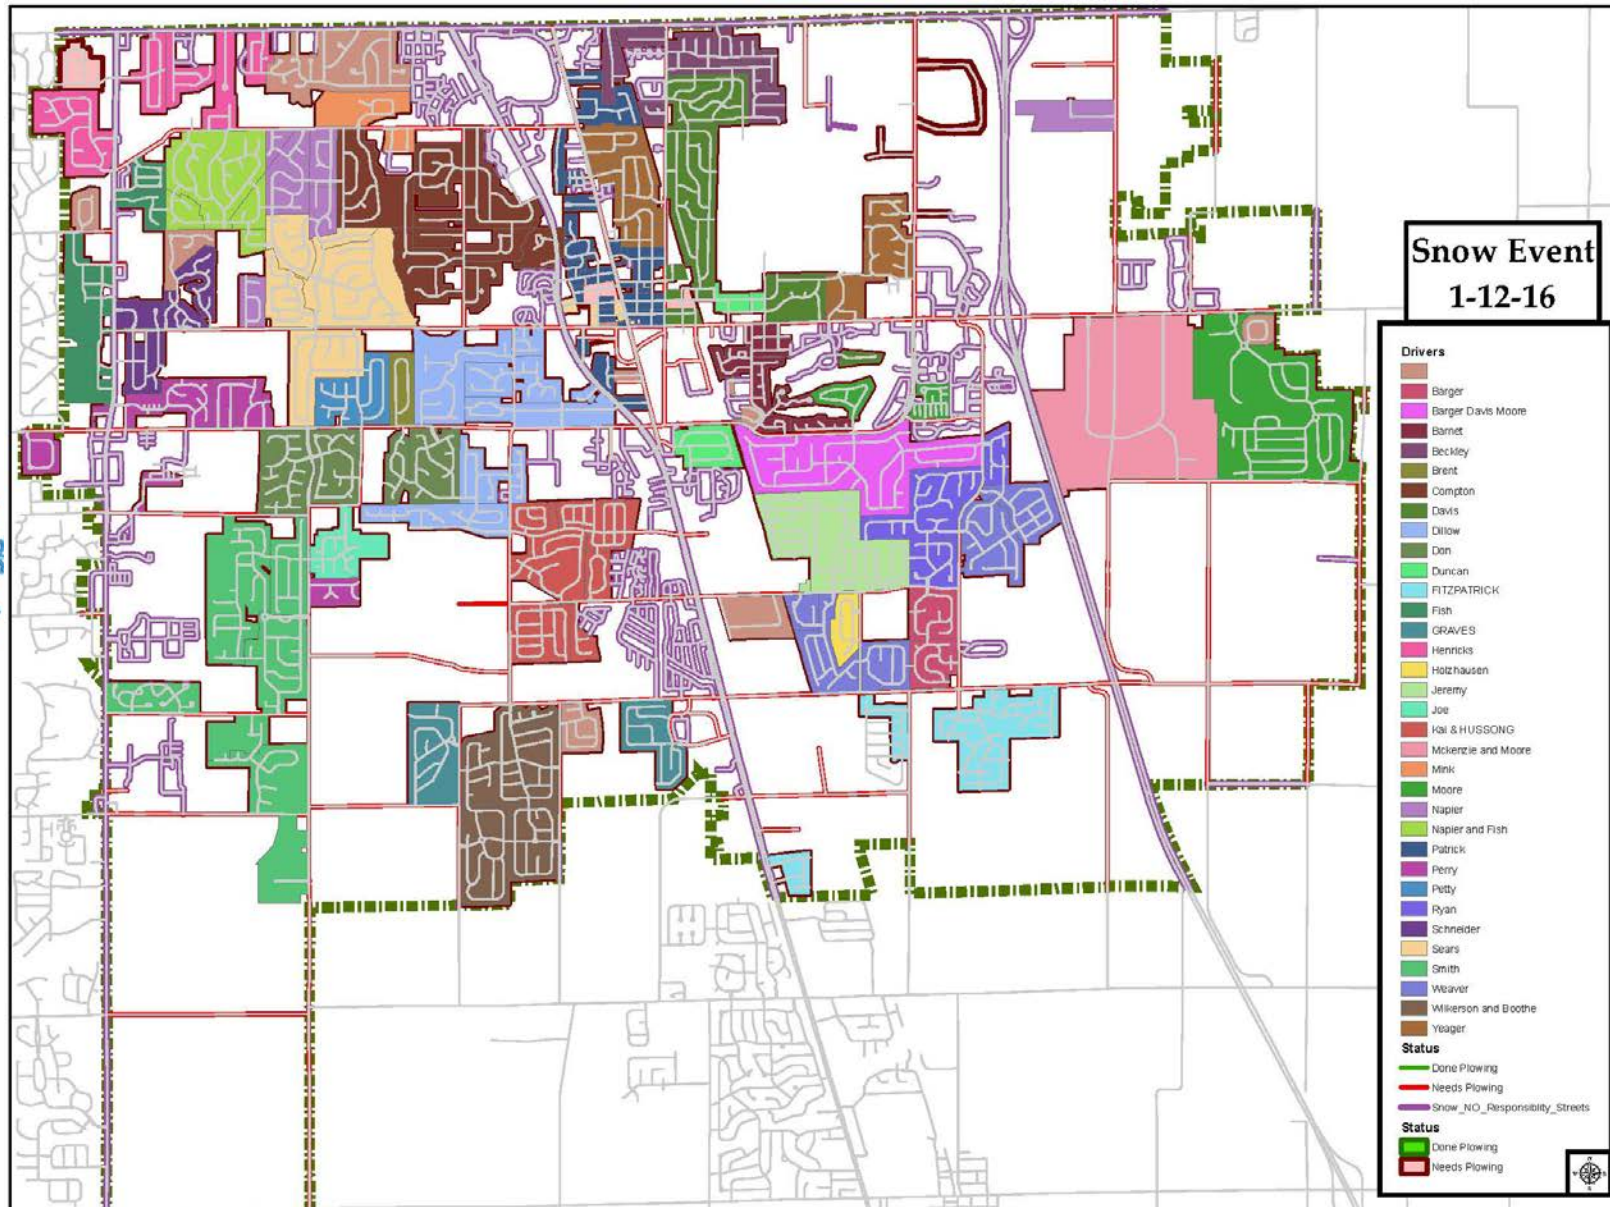 Snow Event
1-12-16
Drivers
Barger
Barger Davis Moore
Barnet
Beckley
Brent
Compton
Davis
Dillow
Don
Duncan
FITZPATRICK
Fish
GRAVES
Henricks
Holzhausen
Jeremy
Joe
Kai & HUSSONG
Mckenzie and Moore
Mink
Moore
Napier
Napier and Fish
Patrick
Perry
Petty
Ryan
Schneider
Sears
Smith
Weaver
Wilkerson and Boothe
Yeager
Status
Done Plowing
Needs Plowing
Snow_NO_Responsiblity_Streets
Status
Done Plowing
Needs Plowing